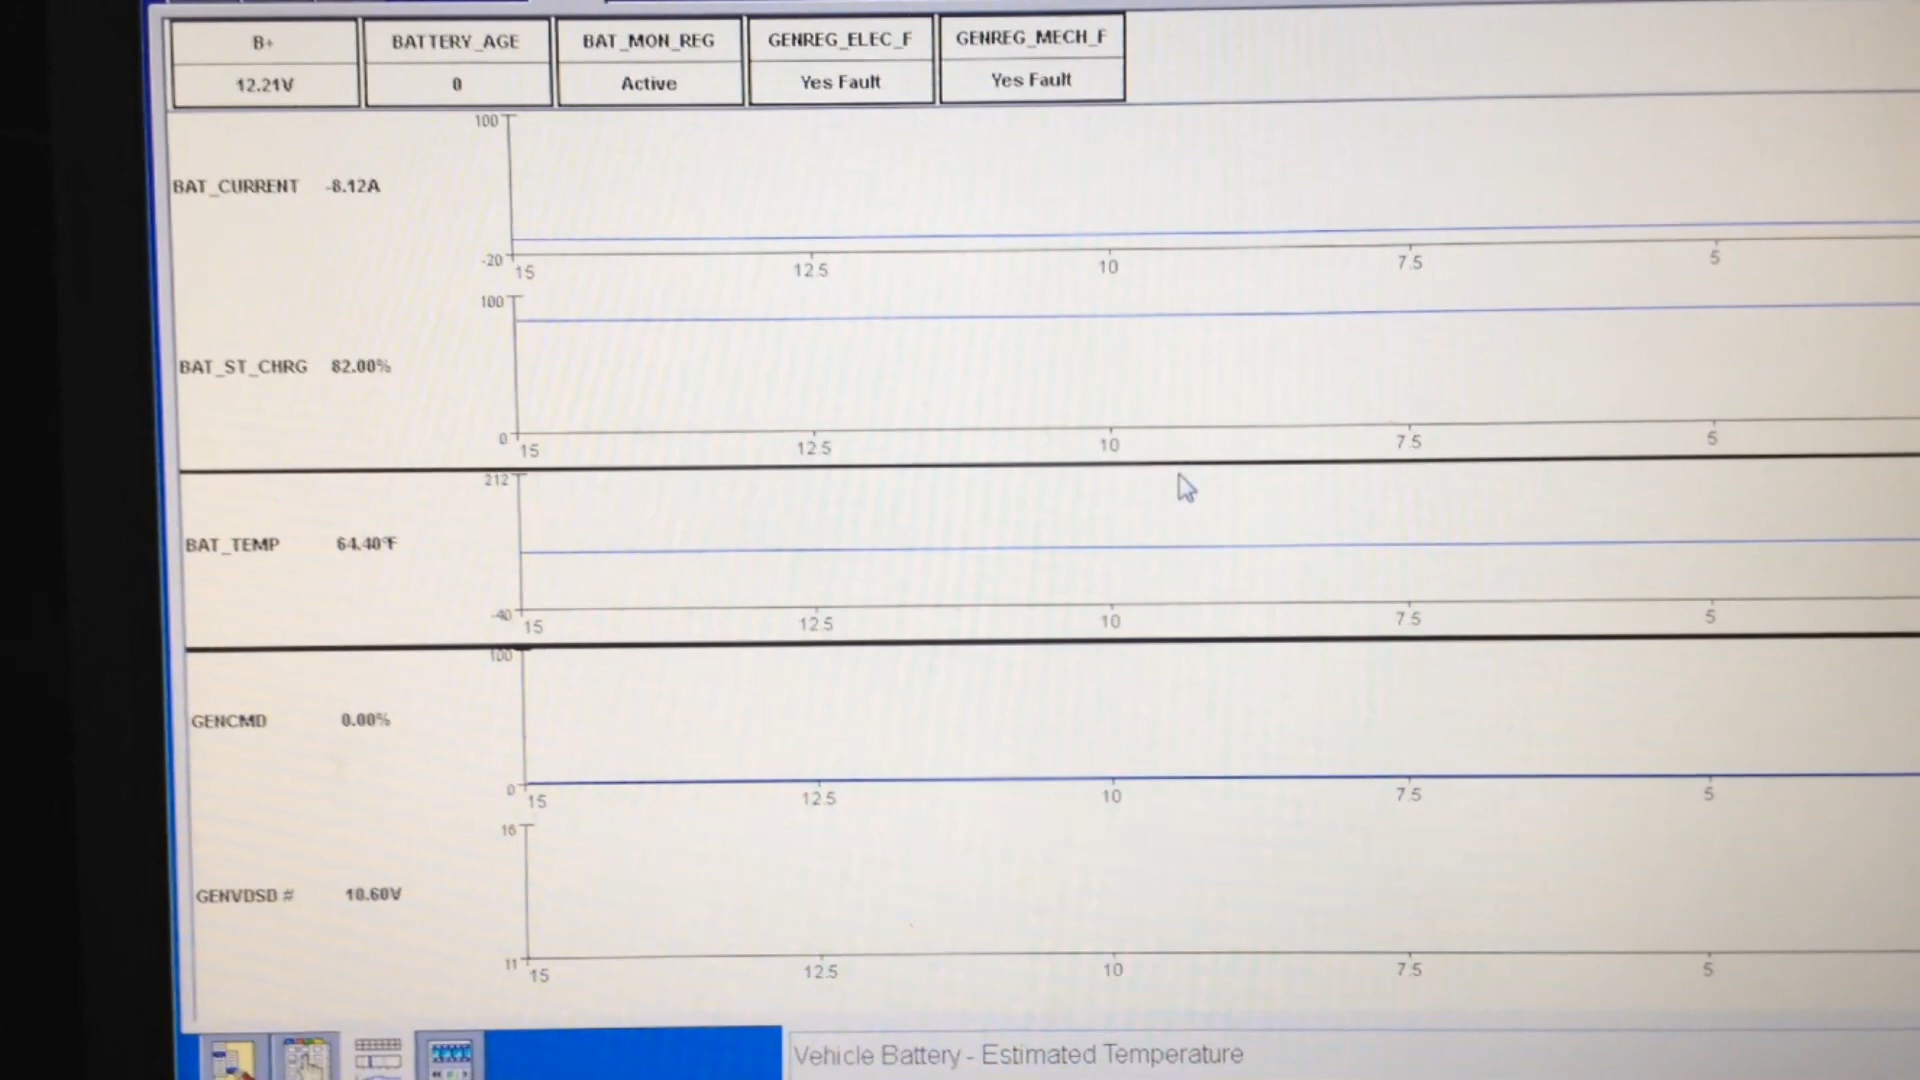 B+ BATTERY_AGE BAT_MON_REG GENREG_ELEC_F GENREG_MECH_F
12.21V 0 Active Yes Fault Yes Fault
100
BAT_CURRENT -8.12A
-20
15 12.5 10 7.5 5
100
BAT_ST_CHRG 82.00%
0
15 12.5 10 7.5 5
212
BAT_TEMP 64.40°F
-40
15 12.5 10 7.5 5
100
GENCMD 0.00%
0
15 12.5 10 7.5 5
16
GENVDSD # 10.60V
11
15 12.5 10 7.5 5
Vehicle Battery - Estimated Temperature